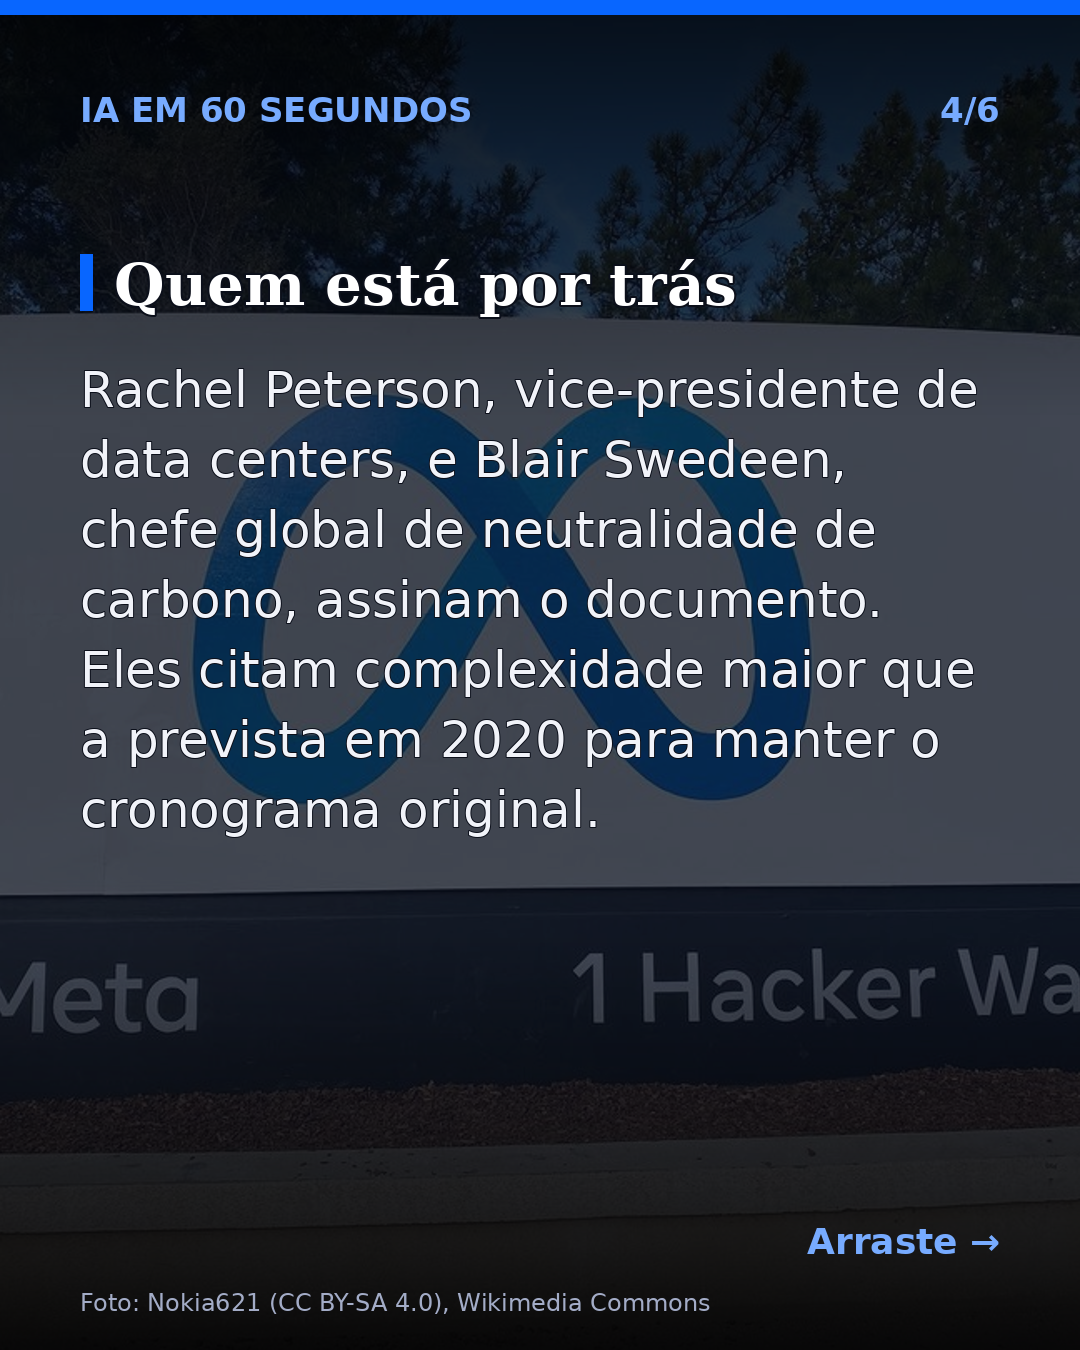 IA EM 60 SEGUNDOS
4/6
Quem está por trás
Rachel Peterson, vice-presidente de
data centers, e Blair Swedeen,
chefe global de neutralidade de
carbono, assinam o documento.
Eles citam complexidade maior que
a prevista em 2020 para manter o
cronograma original.
Meta
1 Hacker Wa
Arraste →
Foto: Nokia621 (CC BY-SA 4.0), Wikimedia Commons